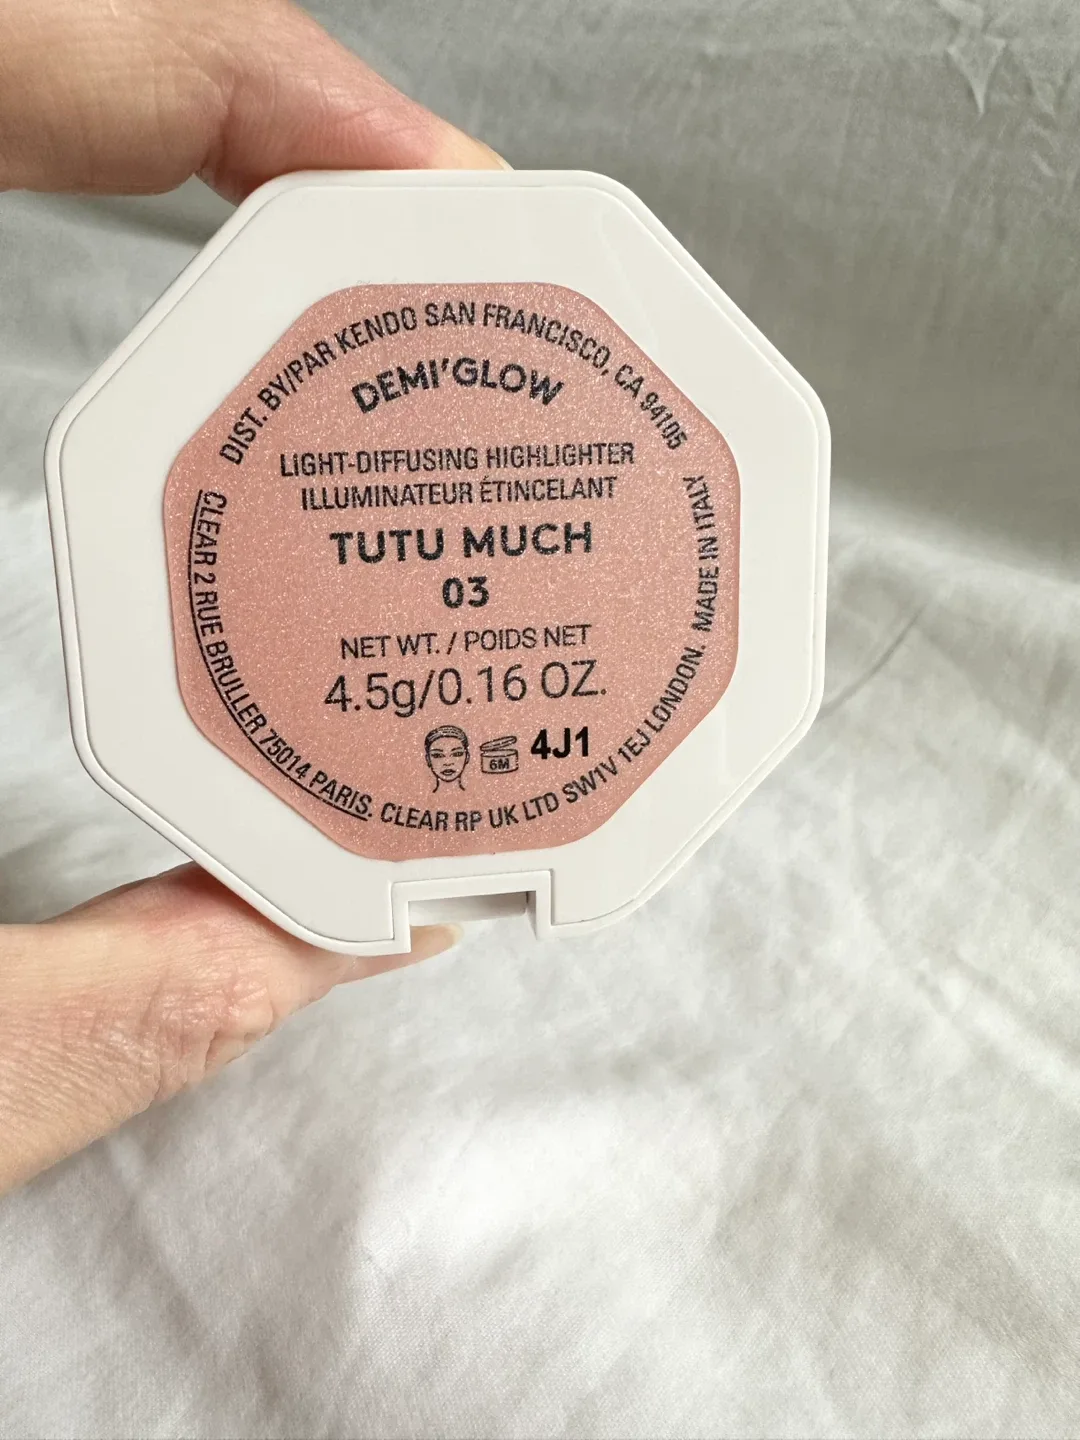 DIST. BY/PAR KENDO SAN FRANCISCO, CA 94105
DEMI'GLOW
LIGHT-DIFFUSING HIGHLIGHTER
ILLUMINATEUR ÉTINCELANT
TUTU MUCH
03
NET WT. / POIDS NET
4.5g/0.16 OZ.
6M 4J1
CLEAR 2 RUE BRULLER 75014 PARIS. CLEAR RP UK LTD SW1V 1EJ LONDON. MADE IN ITALY